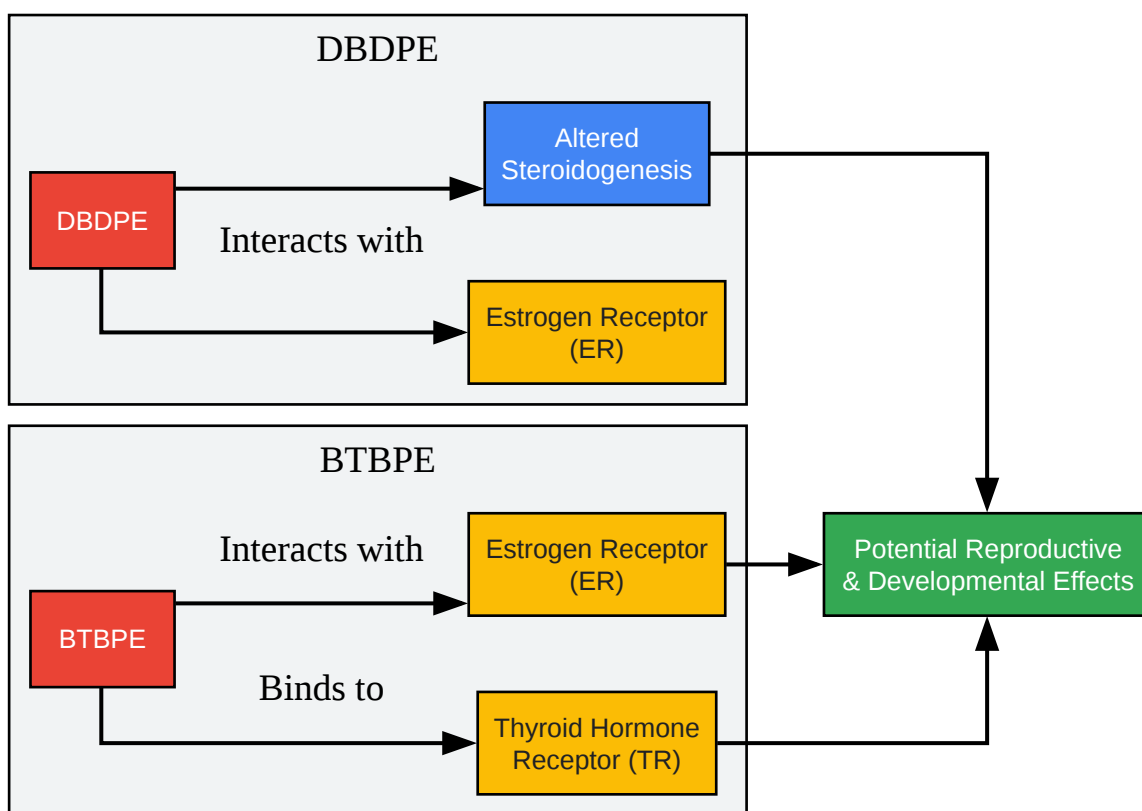 DBDPE
Altered
Steroidogenesis
DBDPE
Interacts with
Estrogen Receptor
(ER)
BTBPE
Interacts with
Estrogen Receptor
(ER)
Potential Reproductive
& Developmental Effects
BTBPE
Binds to
Thyroid Hormone
Receptor (TR)